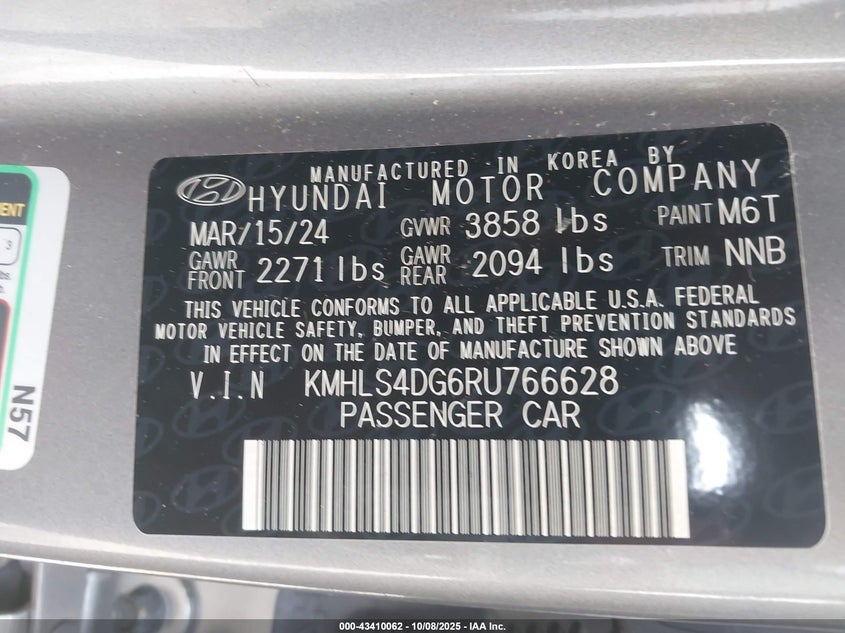 MANUFACTURED IN KOREA BY
HYUNDAI MOTOR COMPANY
MAR/15/24 GVWR 3858 lbs PAINT M6T
GAWR FRONT 2271 lbs GAWR REAR 2094 lbs TRIM NNB
THIS VEHICLE CONFORMS TO ALL APPLICABLE U.S.A. FEDERAL
MOTOR VEHICLE SAFETY, BUMPER, AND THEFT PREVENTION STANDARDS
IN EFFECT ON THE DATE OF MANUFACTURE SHOWN ABOVE
V.I.N KMHLS4DG6RU766628
PASSENGER CAR
3
N57
000-43410062 - 10/08/2025 - IAA Inc.